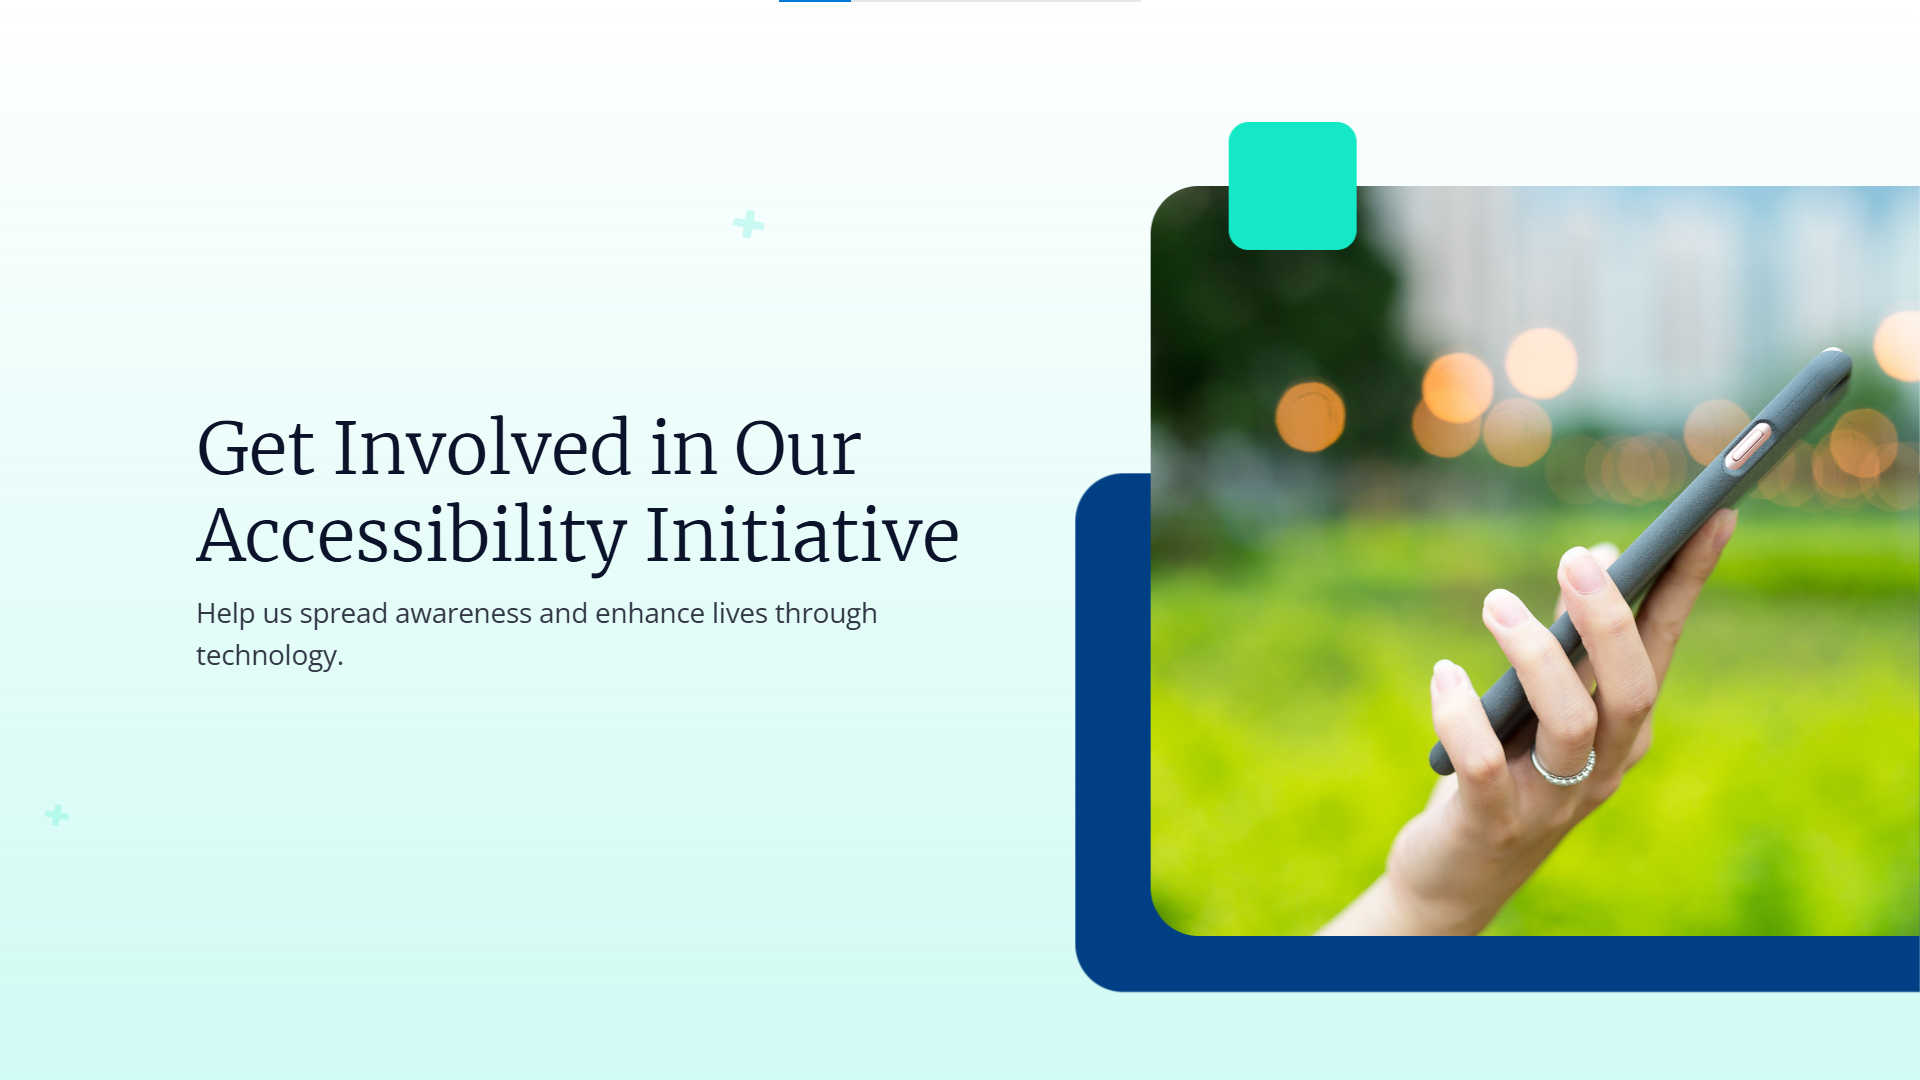 Get Involved in Our
Accessibility Initiative
Help us spread awareness and enhance lives through
technology.